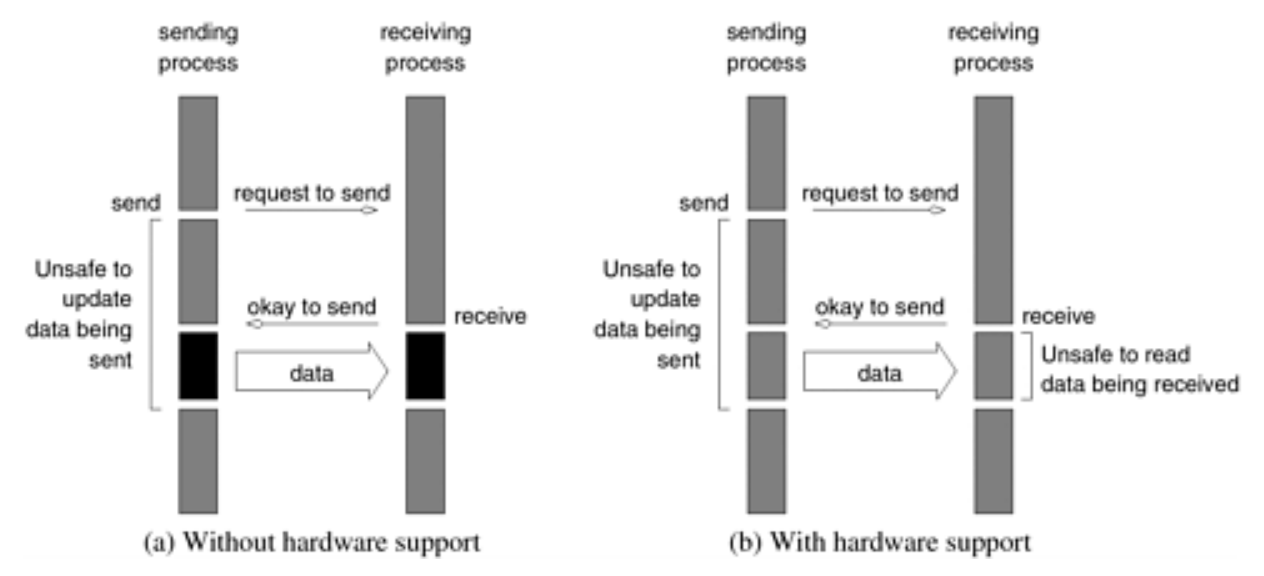 sending
process
receiving
process
send
request to send
Unsafe to
update
data being
sent
okay to send
receive
data
(a) Without hardware support
sending
process
receiving
process
send
request to send
Unsafe to
update
data being
sent
okay to send
receive
data
Unsafe to read
data being received
(b) With hardware support